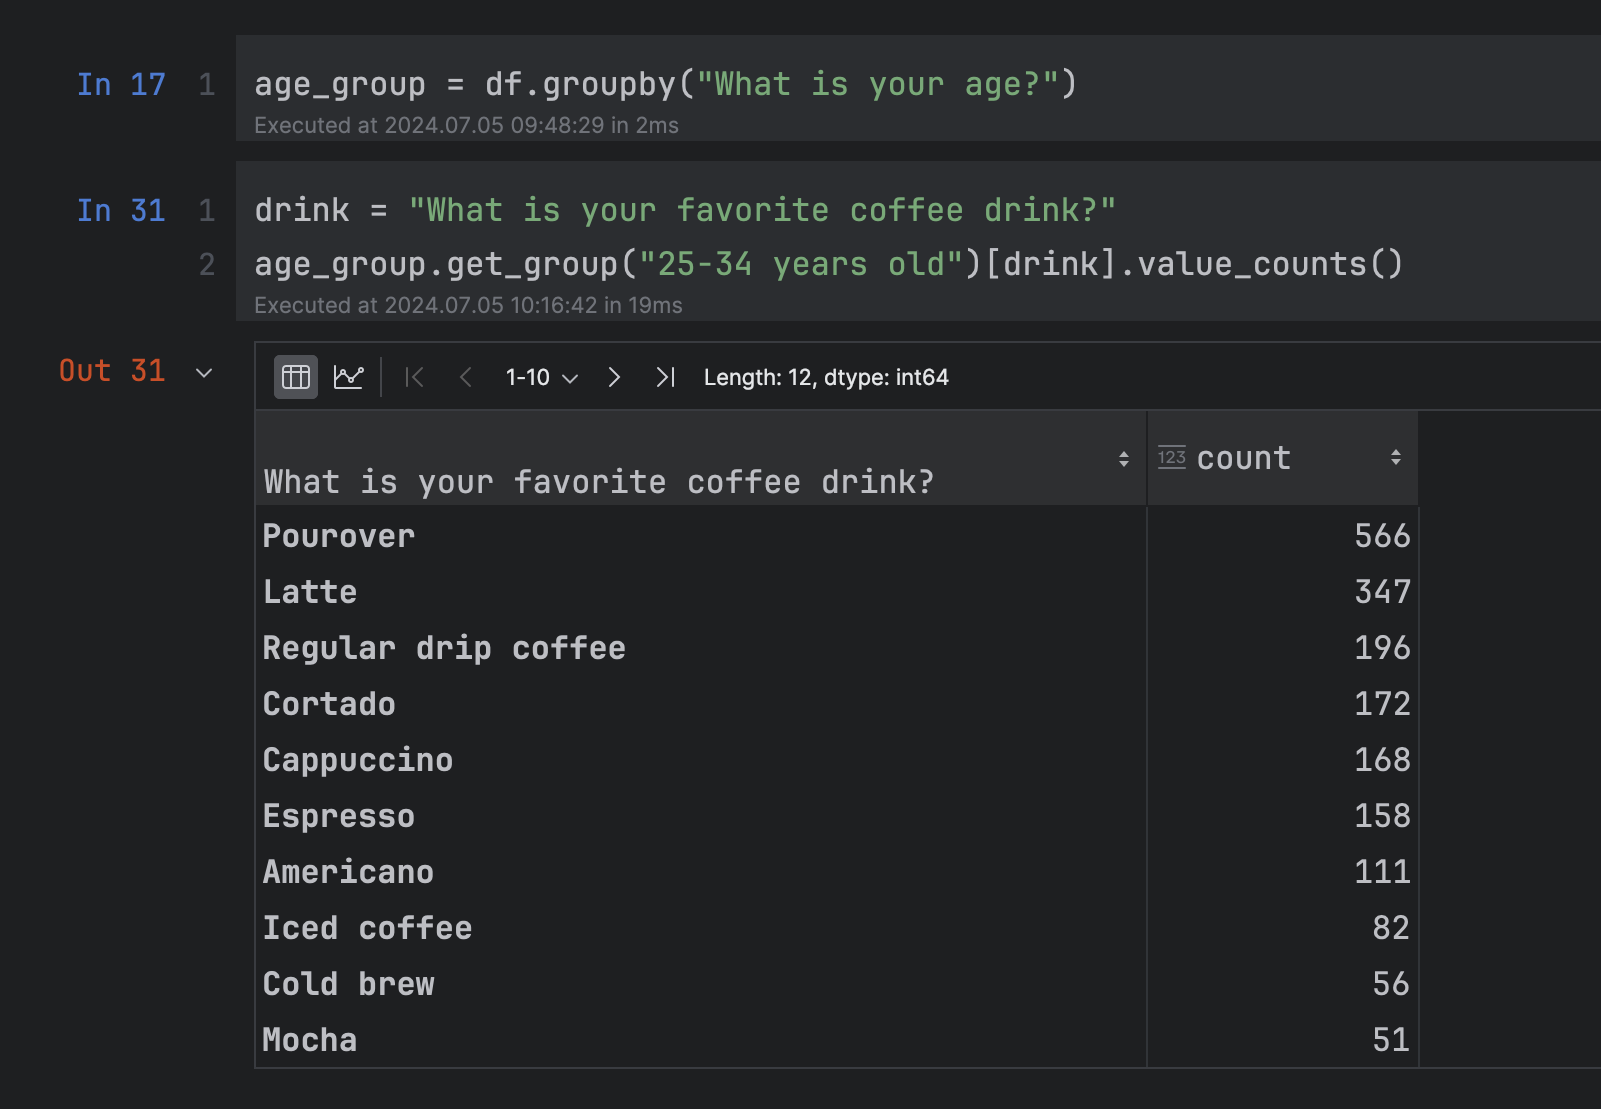 In 17 1 age_group = df.groupby("What is your age?")
Executed at 2024.07.05 09:48:29 in 2ms
In 31 1 drink = "What is your favorite coffee drink?"
2 age_group.get_group("25-34 years old")[drink].value_counts()
Executed at 2024.07.05 10:16:42 in 19ms
Out 31 1-10 Length: 12, dtype: int64
What is your favorite coffee drink? 123 count
Pourover 566
Latte 347
Regular drip coffee 196
Cortado 172
Cappuccino 168
Espresso 158
Americano 111
Iced coffee 82
Cold brew 56
Mocha 51